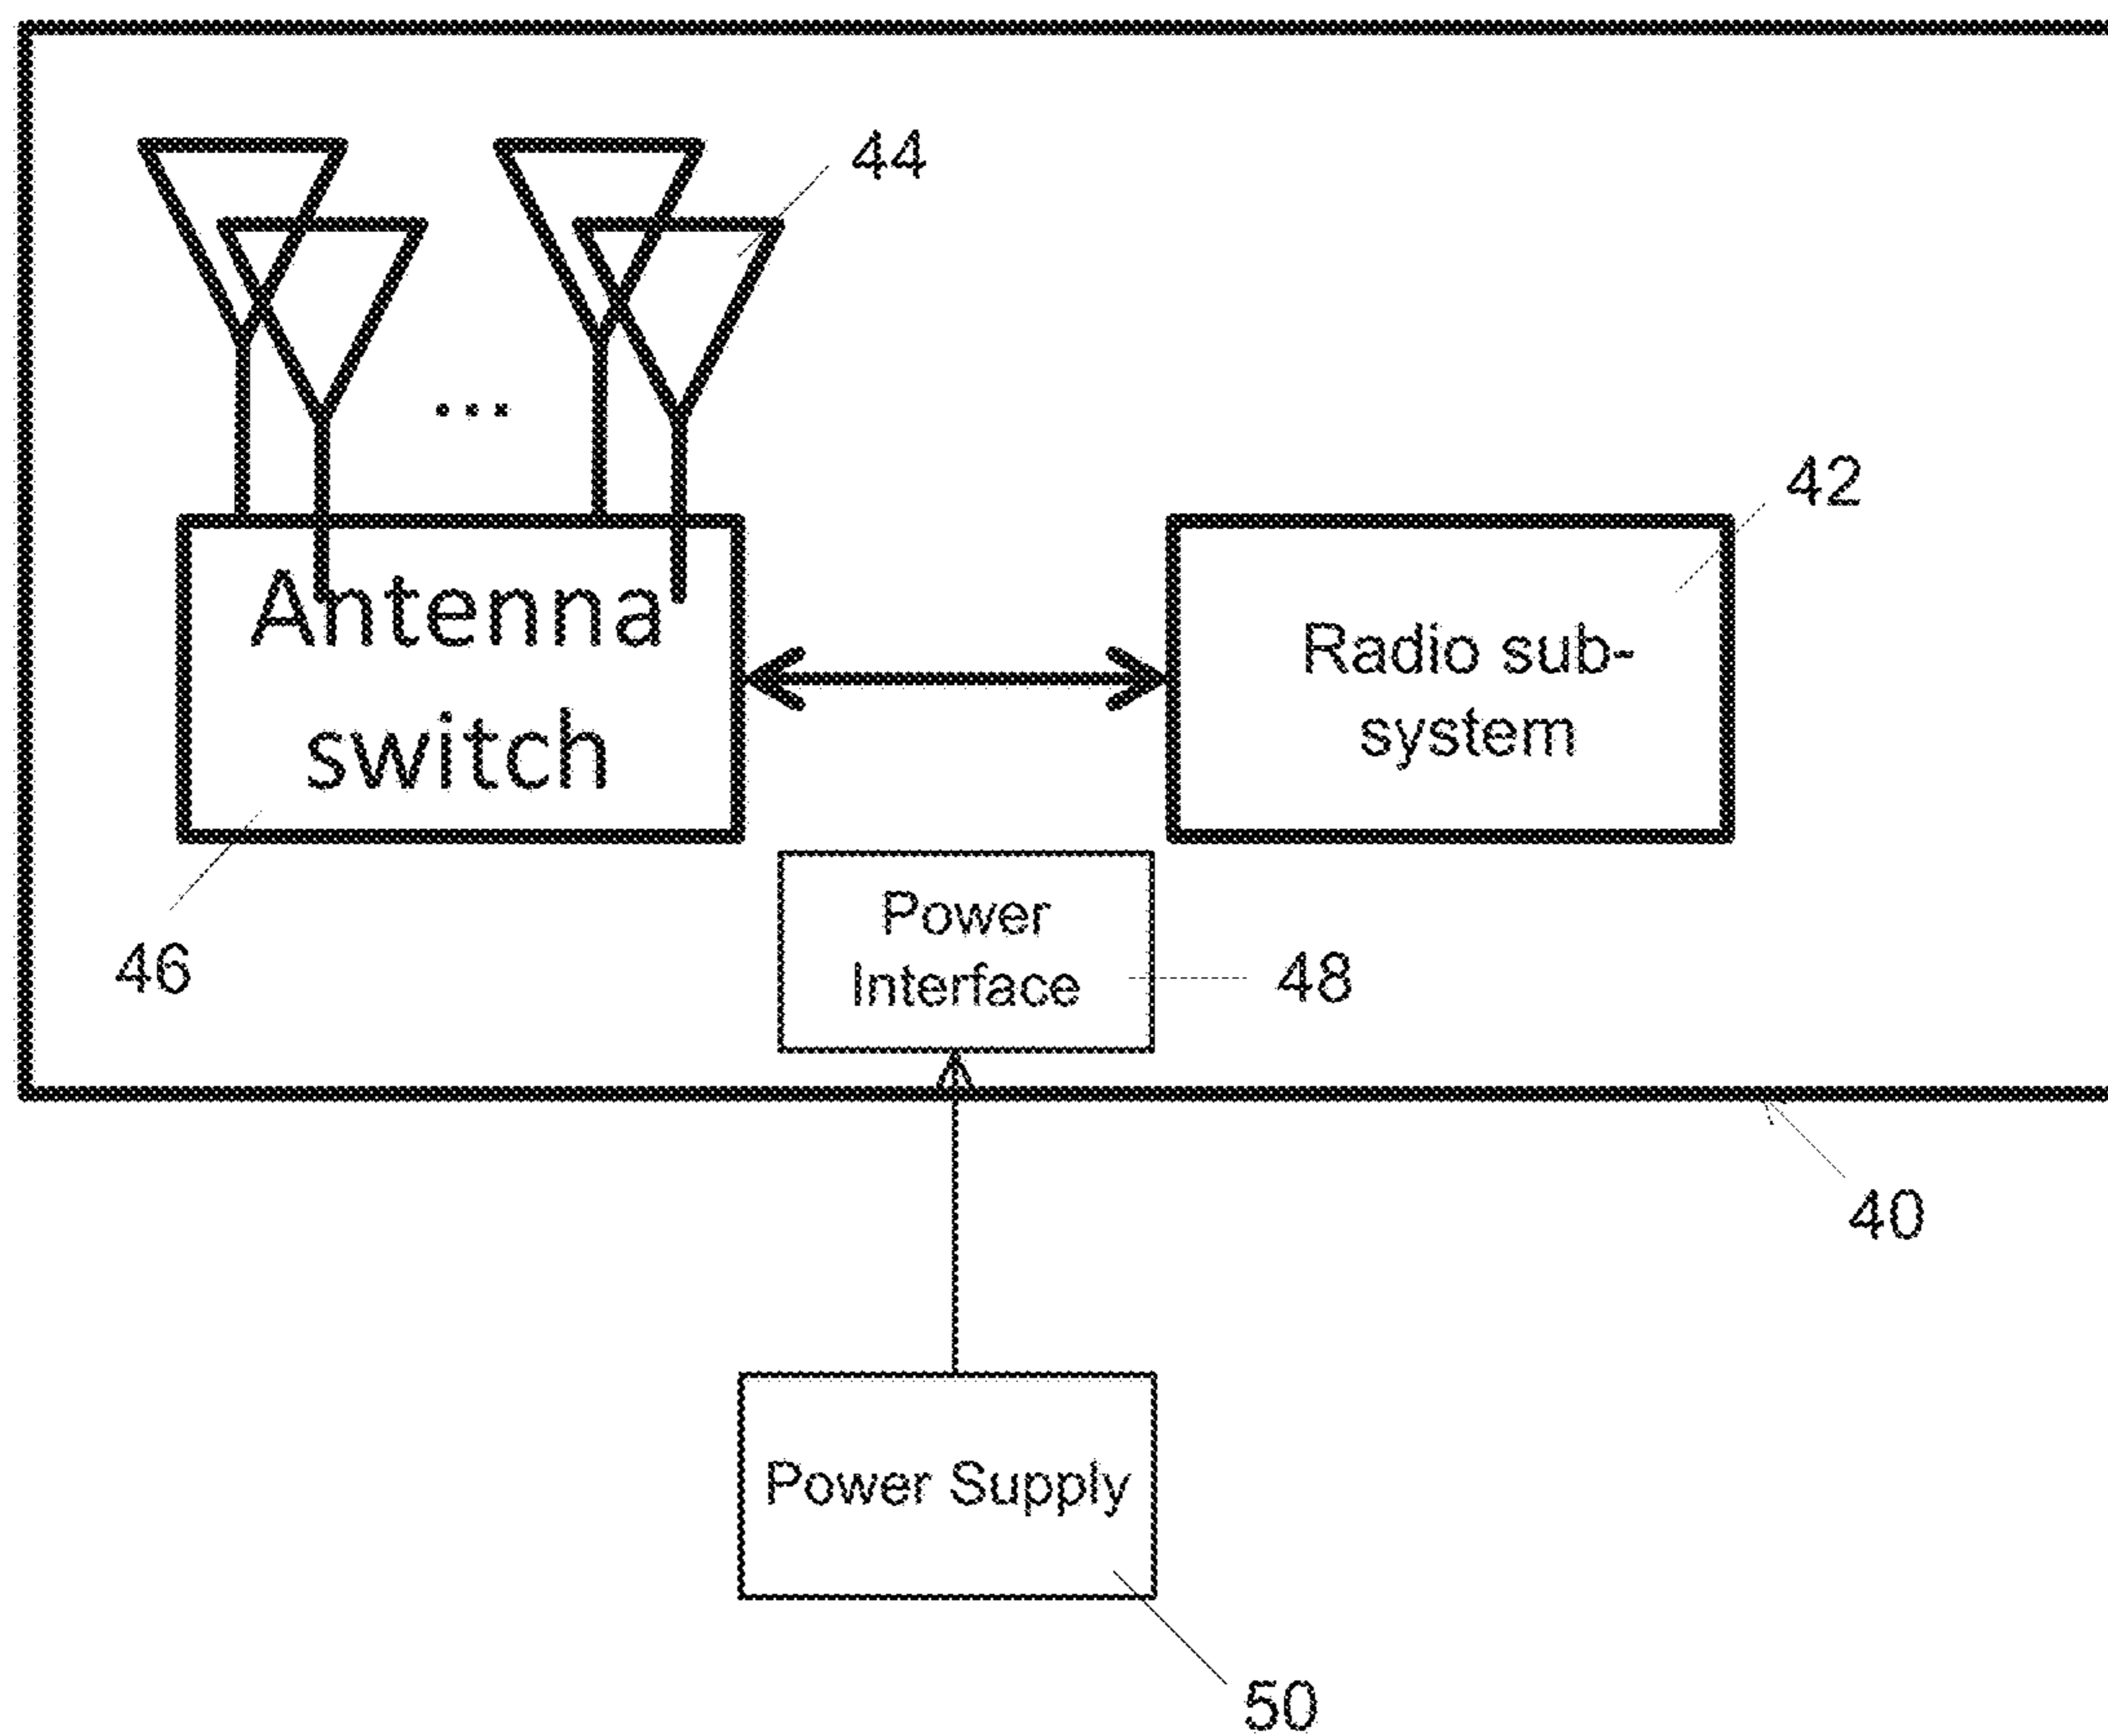 44
...
42
Antenna
switch
Radio sub-
system
46
Power
Interface
48
40
Power Supply
50